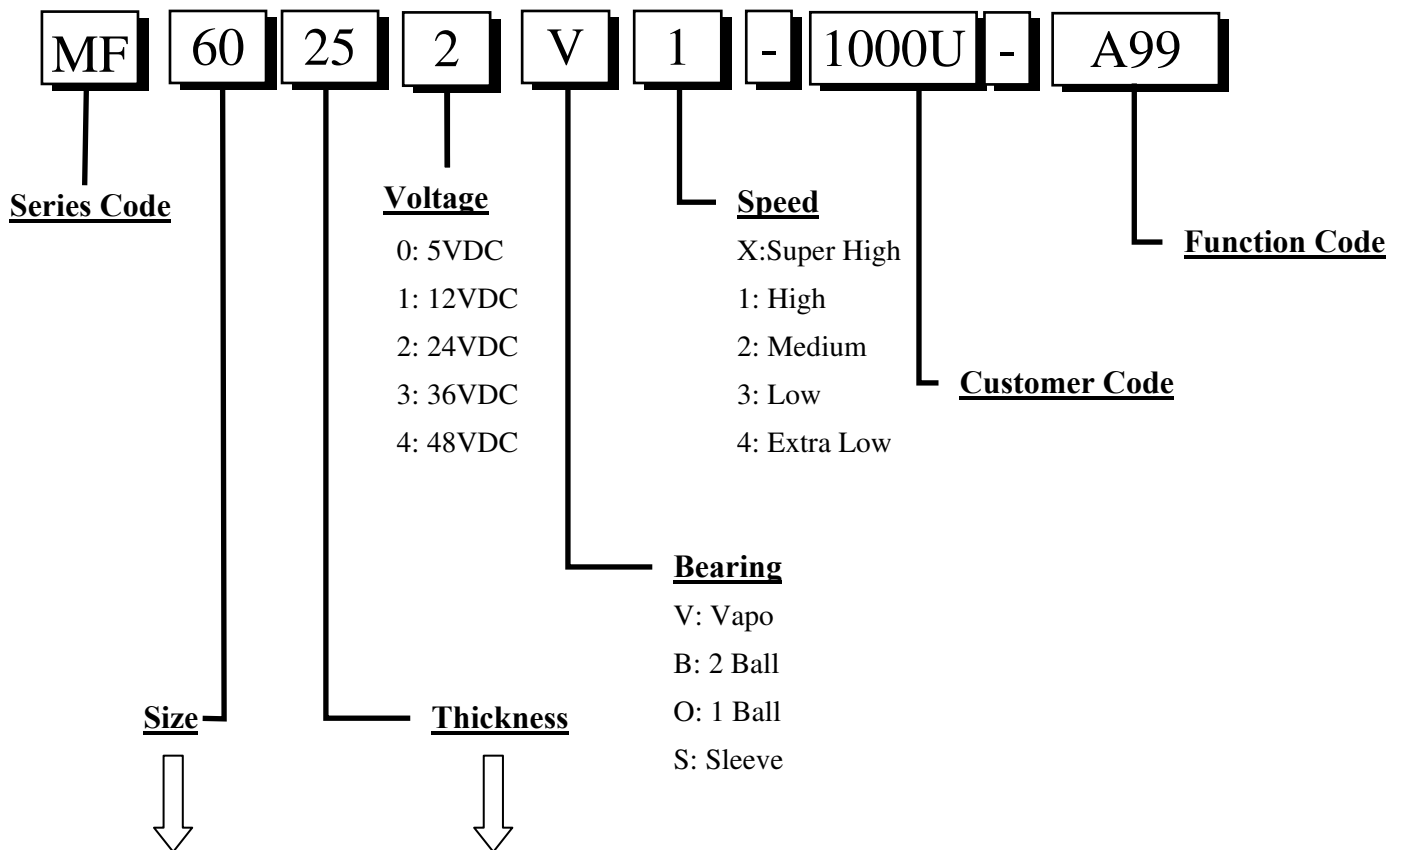 MF 60 25 2 V 1 - 1000U - A99
Series Code
Voltage
0: 5VDC
1: 12VDC
2: 24VDC
3: 36VDC
4: 48VDC
Speed
X:Super High
1: High
2: Medium
3: Low
4: Extra Low
Function Code
Customer Code
Bearing
V: Vapo
B: 2 Ball
O: 1 Ball
S: Sleeve
Size
Thickness